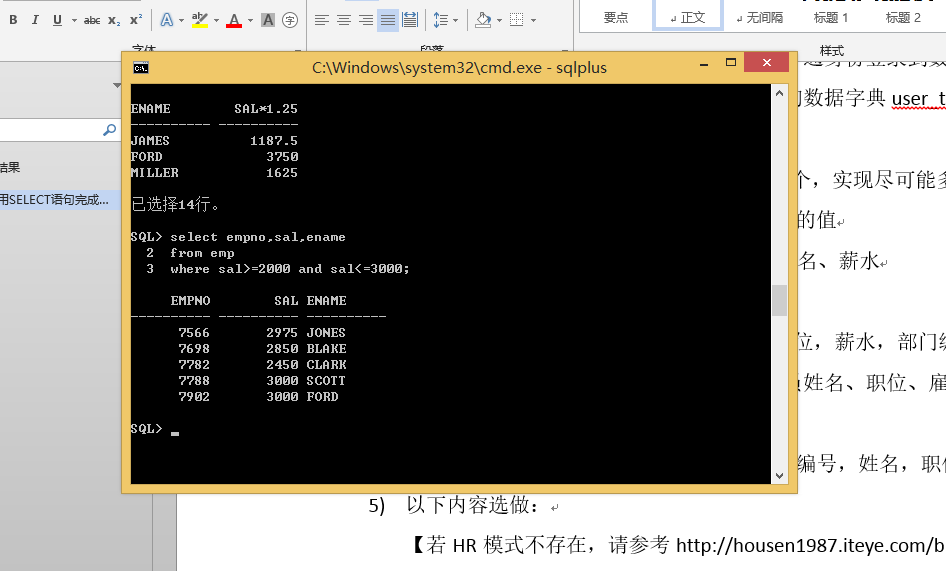 B I U abc x₂ x² A ab A A 字
字体
段落
要点
↲正文
↲无间隔
标题 1
标题 2
样式
C:\Windows\system32\cmd.exe - sqlplus
数据字典 user_t
结果
用SELECT语句完成...
ENAME SAL*1.25
---------- ----------
JAMES 1187.5
FORD 3750
MILLER 1625
已选择14行。
SQL> select empno,sal,ename
2 from emp
3 where sal>=2000 and sal<=3000;
EMPNO SAL ENAME
---------- ---------- ----------
7566 2975 JONES
7698 2850 BLAKE
7782 2450 CLARK
7788 3000 SCOTT
7902 3000 FORD
SQL> _
个，实现尽可能多
的值
名、薪水
位，薪水，部门编
姓名、职位、雇
编号，姓名，职位
5) 以下内容选做：
【若 HR 模式不存在，请参考 http://housen1987.iteye.com/b